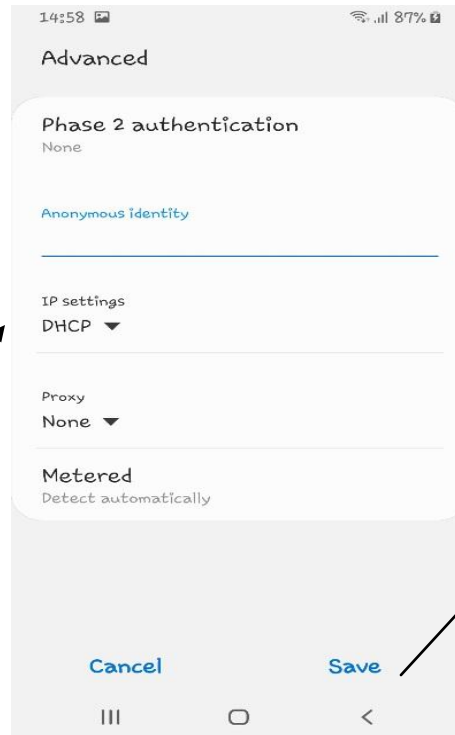 14:58 87%
Advanced
Phase 2 authentication
None
Anonymous identity
IP settings
DHCP
Proxy
None
Metered
Detect automatically
Cancel Save